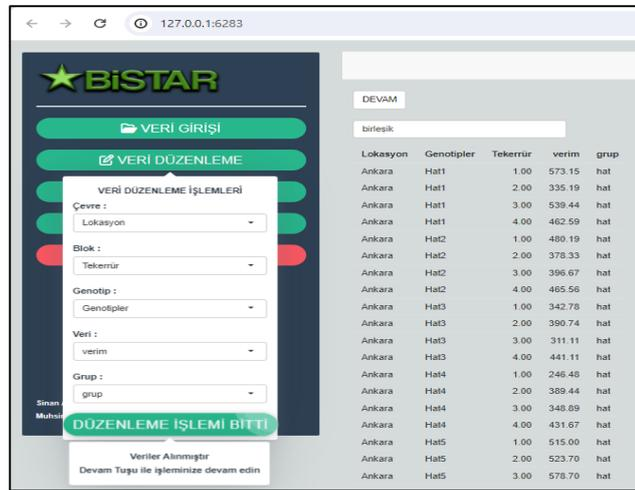 127.0.0.1:6283
BiSTAR
VERİ GİRİŞİ
VERİ DÜZENLEME
VERİ DÜZENLEME İŞLEMLERİ
Çevre :
Lokasyon
Blok :
Tekerrür
Genotip :
Genotipler
Veri :
verim
Grup :
grup
Sinan
Muhsin
DÜZENLEME İŞLEMİ BİTTİ
Veriler Alınmıştır
Devam Tuşu ile işleminize devam edin
DEVAM
birleşik
Lokasyon Genotipler Tekerrür verim grup
Ankara Hat1 1.00 573.15 hat
Ankara Hat1 2.00 335.19 hat
Ankara Hat1 3.00 539.44 hat
Ankara Hat1 4.00 462.59 hat
Ankara Hat2 1.00 480.19 hat
Ankara Hat2 2.00 378.33 hat
Ankara Hat2 3.00 396.67 hat
Ankara Hat2 4.00 465.56 hat
Ankara Hat3 1.00 342.78 hat
Ankara Hat3 2.00 390.74 hat
Ankara Hat3 3.00 311.11 hat
Ankara Hat3 4.00 441.11 hat
Ankara Hat4 1.00 246.48 hat
Ankara Hat4 2.00 389.44 hat
Ankara Hat4 3.00 348.89 hat
Ankara Hat4 4.00 431.67 hat
Ankara Hat5 1.00 515.00 hat
Ankara Hat5 2.00 523.70 hat
Ankara Hat5 3.00 578.70 hat